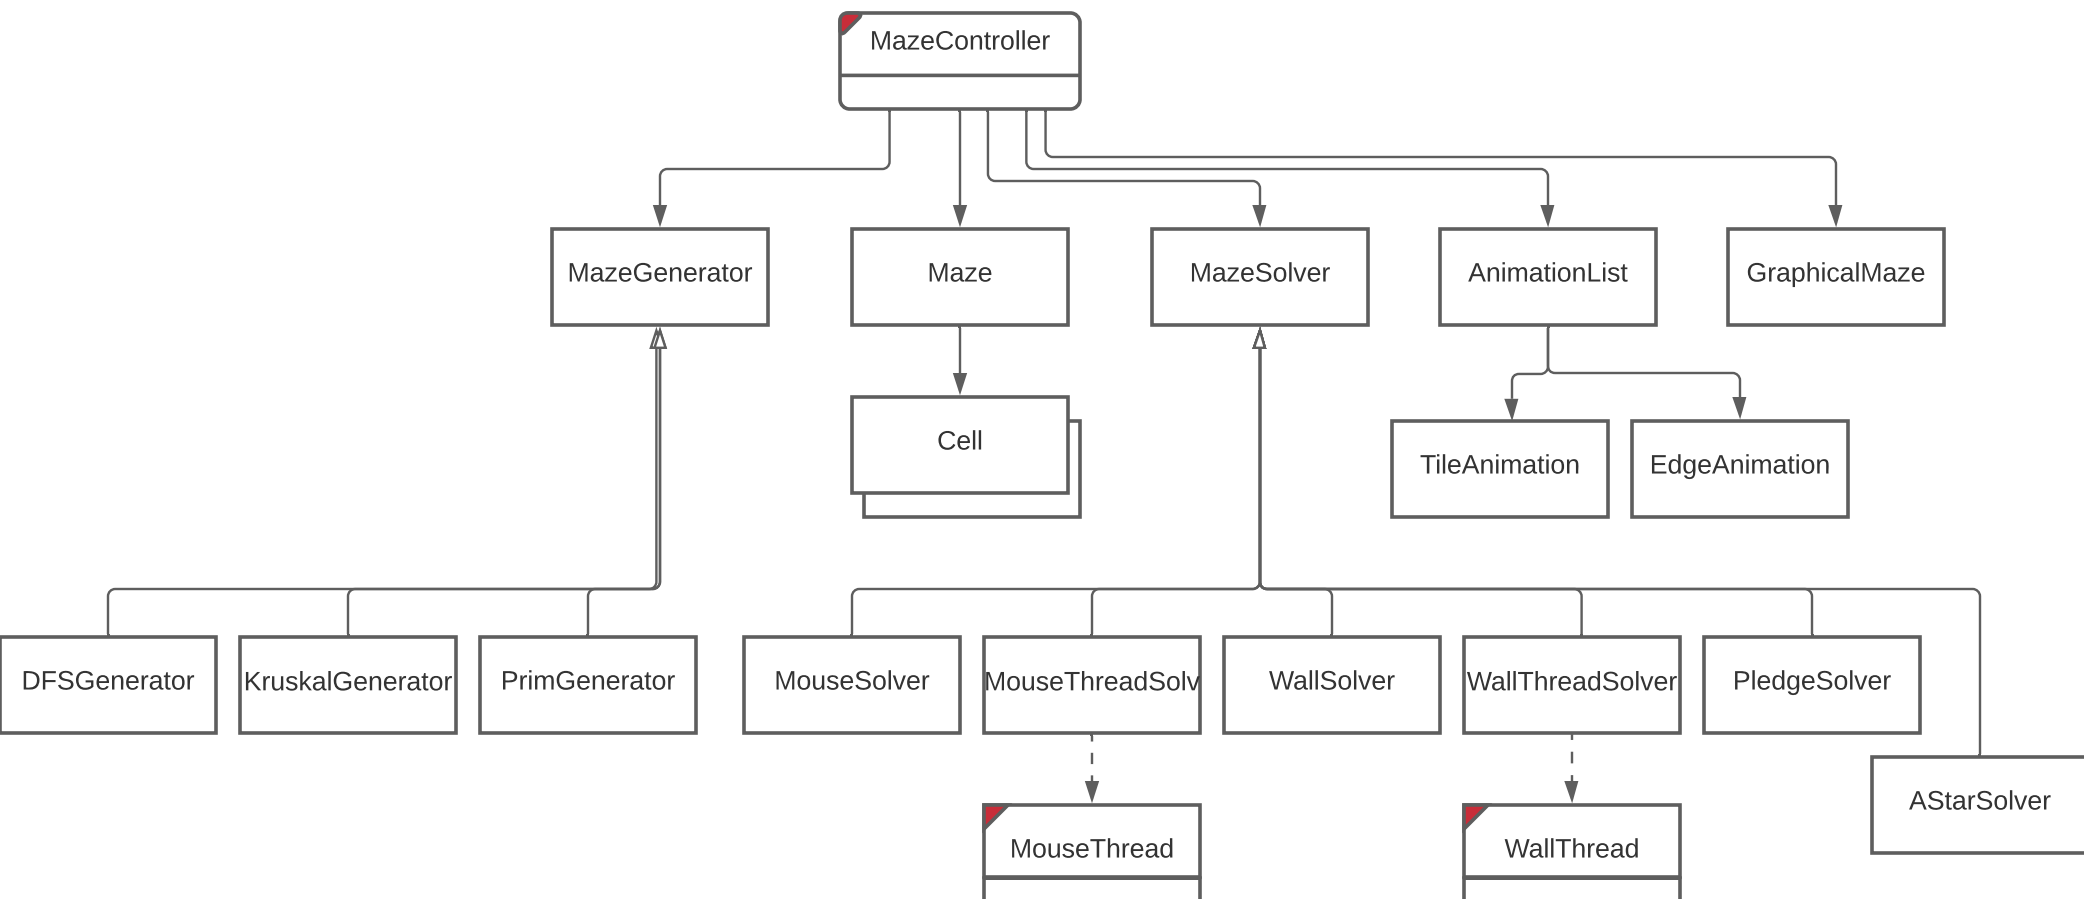 MazeController
MazeGenerator
Maze
MazeSolver
AnimationList
GraphicalMaze
Cell
TileAnimation
EdgeAnimation
DFSGenerator
KruskalGenerator
PrimGenerator
MouseSolver
MouseThreadSolv
WallSolver
WallThreadSolver
PledgeSolver
AStarSolver
MouseThread
WallThread